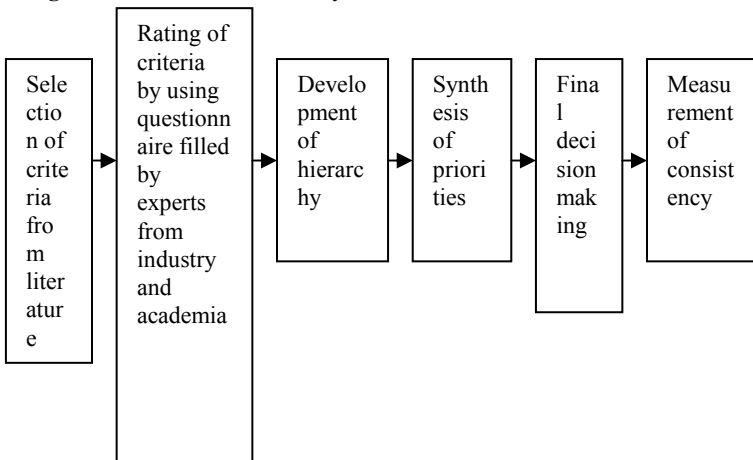 Sele
ctio
n of
crite
ria
fro
m
liter
atur
e
Rating of
criteria
by using
questionn
aire filled
by
experts
from
industry
and
academia
Develo
pment
of
hierarc
hy
Synth
esis
of
priori
ties
Fina
l
deci
sion
mak
ing
Measu
rement
of
consist
ency